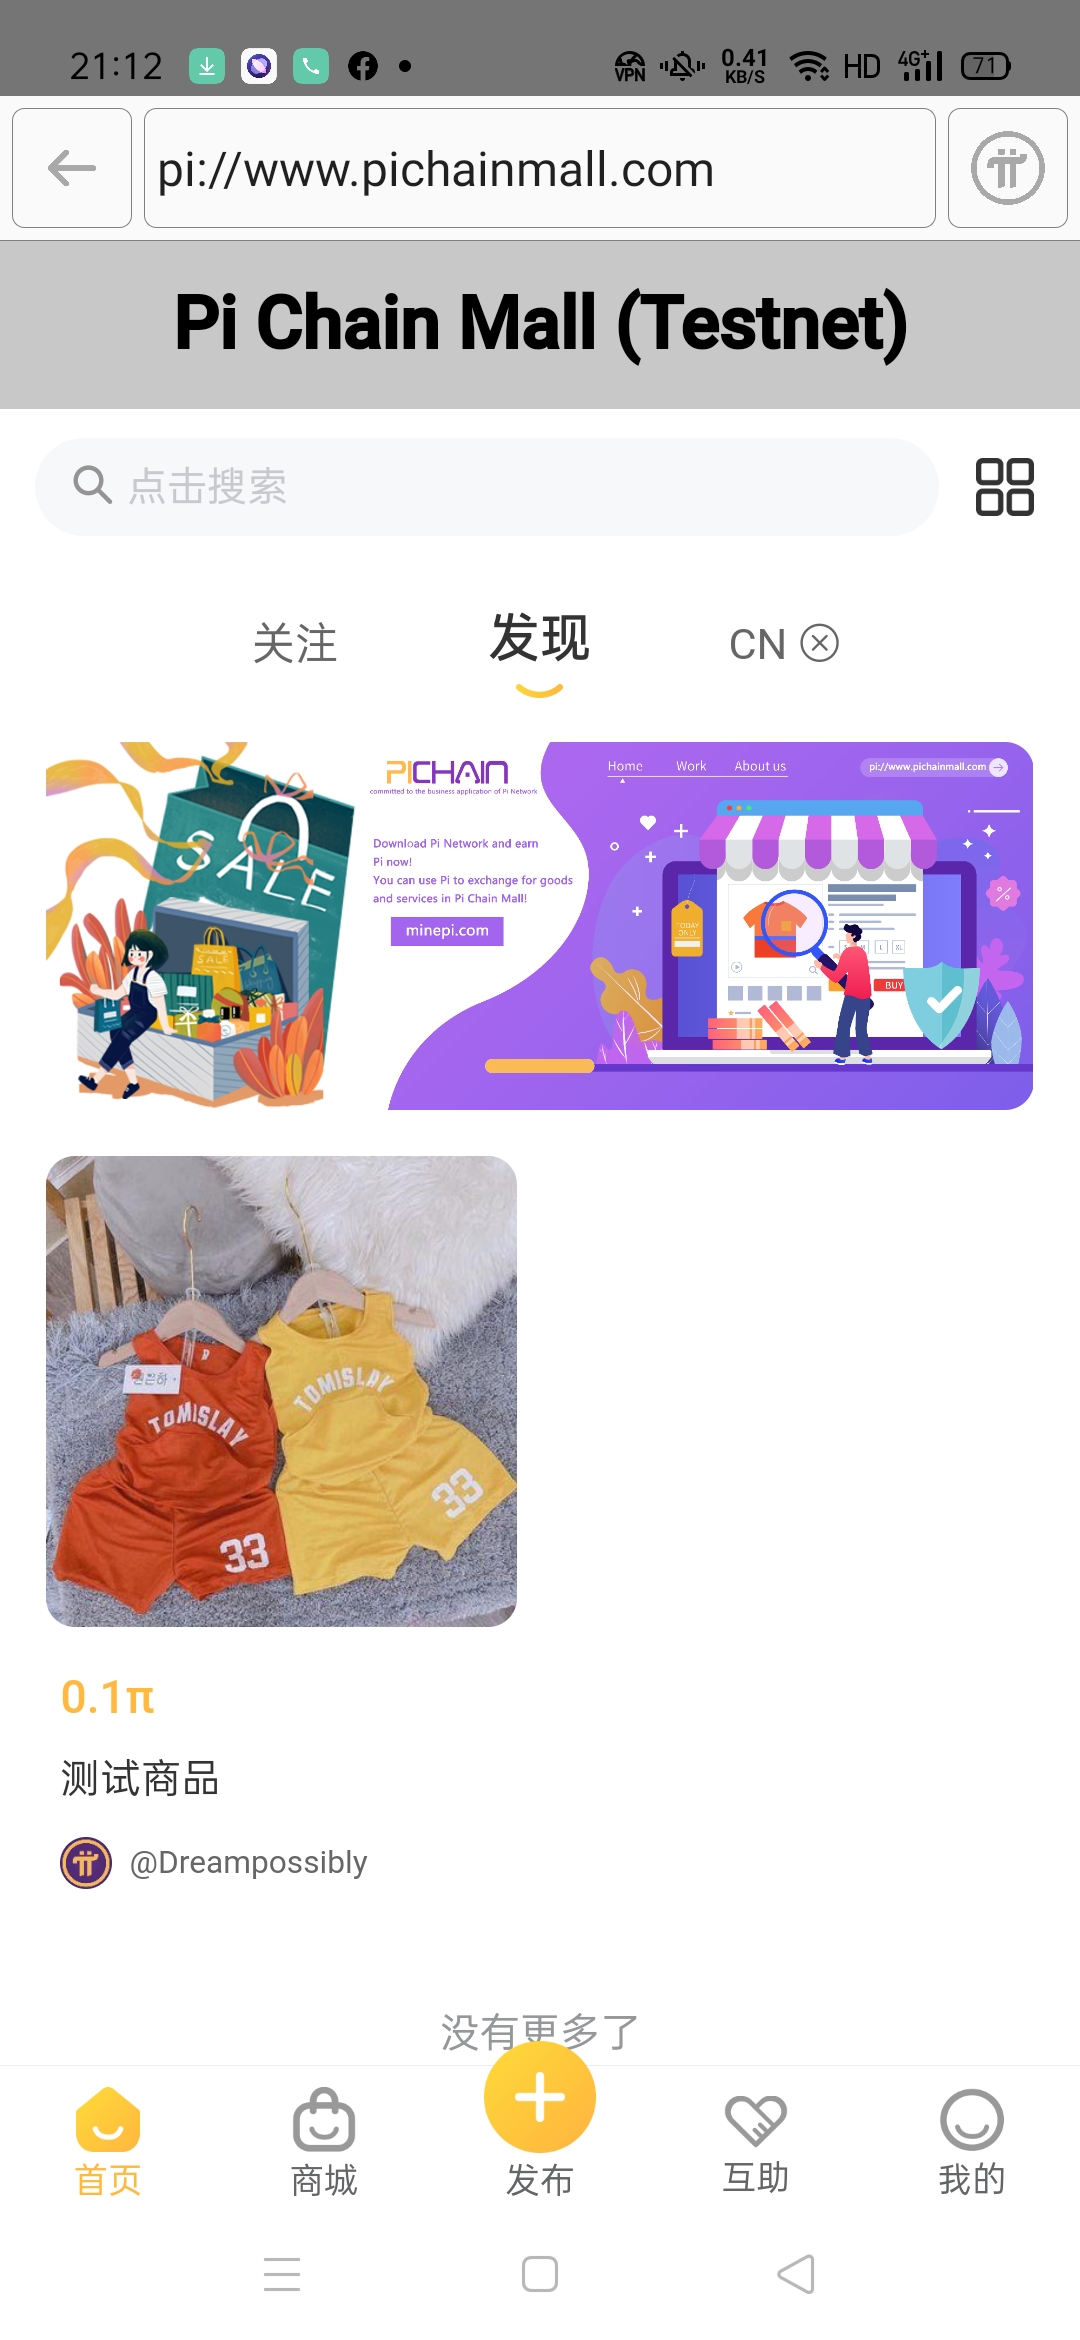 21:12
VPN
0.41
KB/S
HD
4G+
71
pi://www.pichainmall.com
Pi Chain Mall (Testnet)
点击搜索
关注
发现
CN
SALE
SALE
PICHAIN
committed to the business application of Pi Network
Download Pi Network and earn
Pi now!
You can use Pi to exchange for goods
and services in Pi Chain Mall!
minepi.com
Home
Work
About us
pi://www.pichainmall.com
TODAY
ONLY
L
XL
BUY
TOMISLAY
33
TOMISLAY
33
0.1π
测试商品
@Dreampossibly
没有更多了
首页
商城
发布
互助
我的